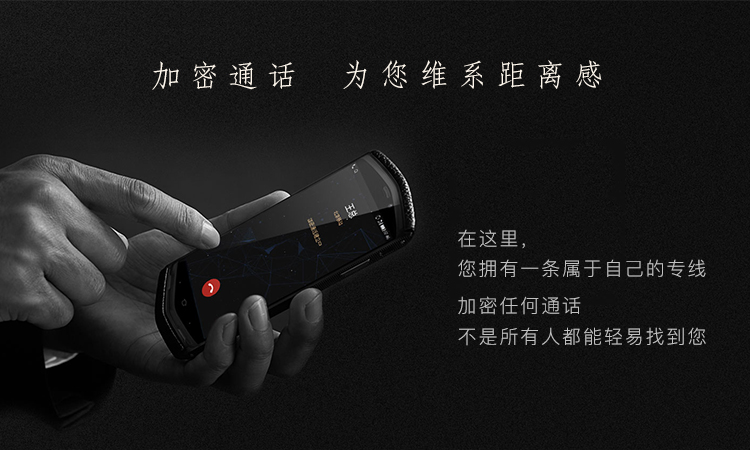 加密通话 为您维系距离感
王总
在这里，
您拥有一条属于自己的专线
加密任何通话
不是所有人都能轻易找到您